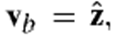 v_b = ẑ,